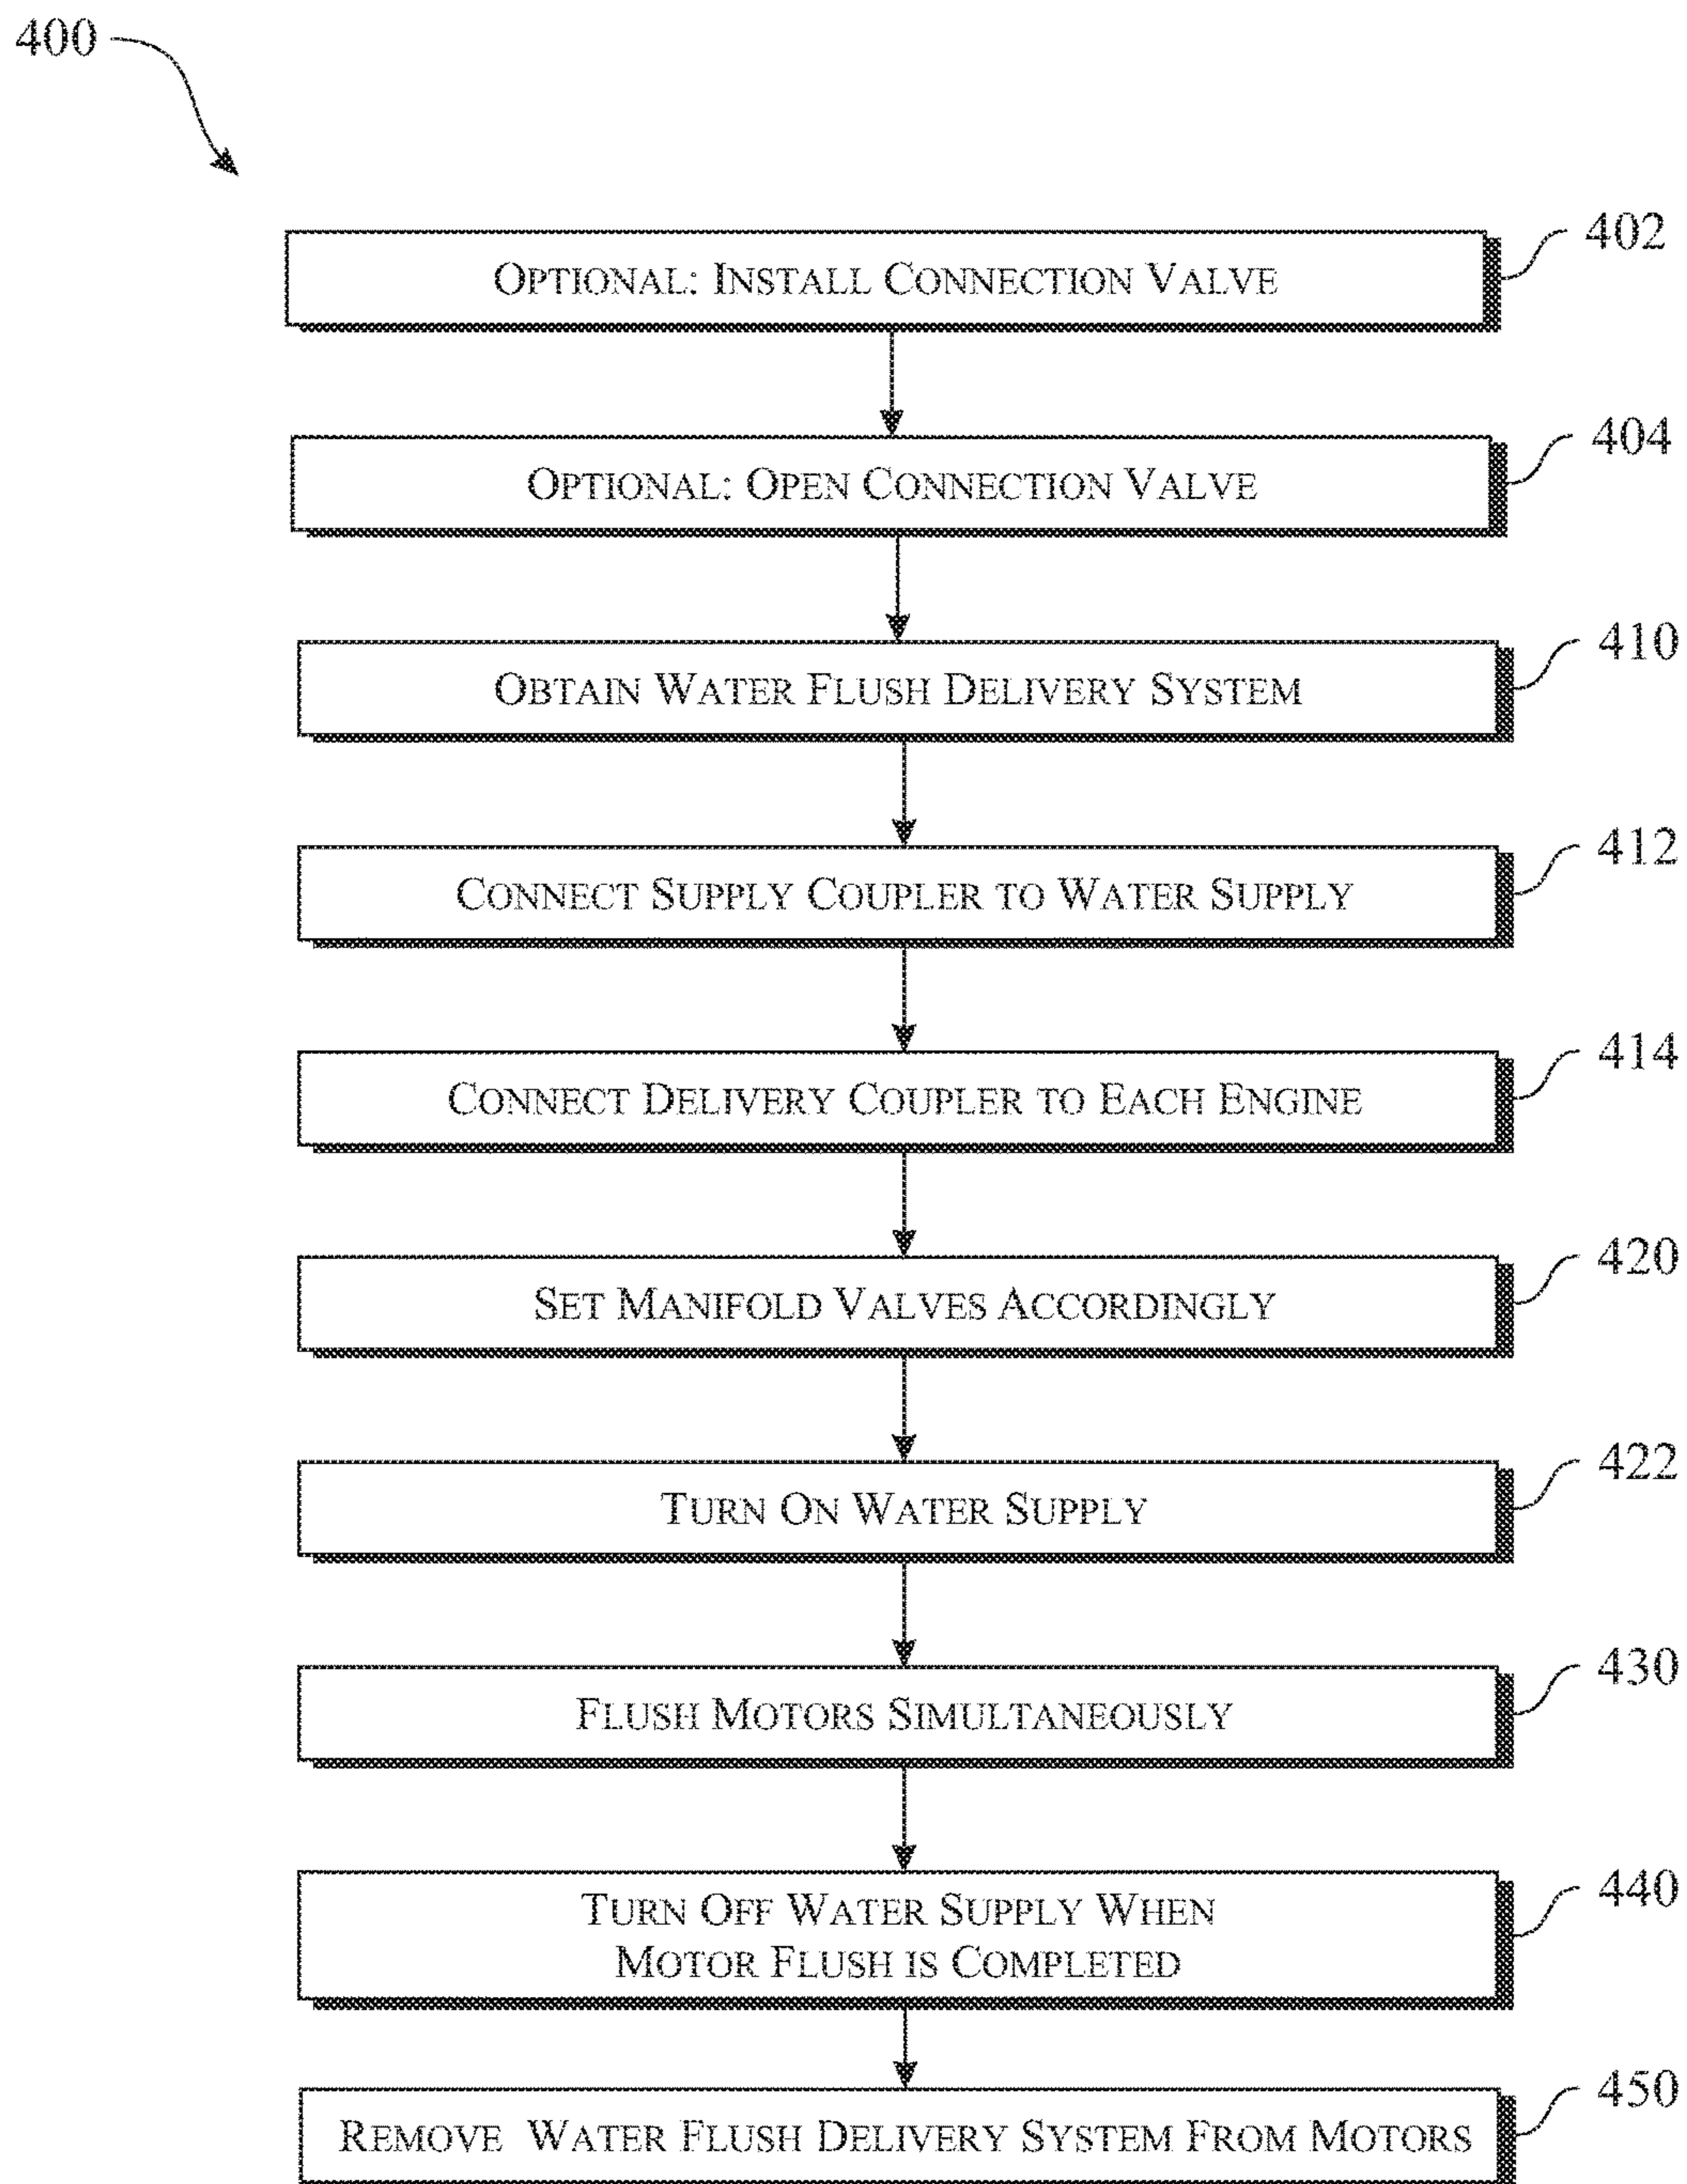 400
OPTIONAL: INSTALL CONNECTION VALVE
402
OPTIONAL: OPEN CONNECTION VALVE
404
OBTAIN WATER FLUSH DELIVERY SYSTEM
410
CONNECT SUPPLY COUPLER TO WATER SUPPLY
412
CONNECT DELIVERY COUPLER TO EACH ENGINE
414
SET MANIFOLD VALVES ACCORDINGLY
420
TURN ON WATER SUPPLY
422
FLUSH MOTORS SIMULTANEOUSLY
430
TURN OFF WATER SUPPLY WHEN
MOTOR FLUSH IS COMPLETED
440
REMOVE WATER FLUSH DELIVERY SYSTEM FROM MOTORS
450